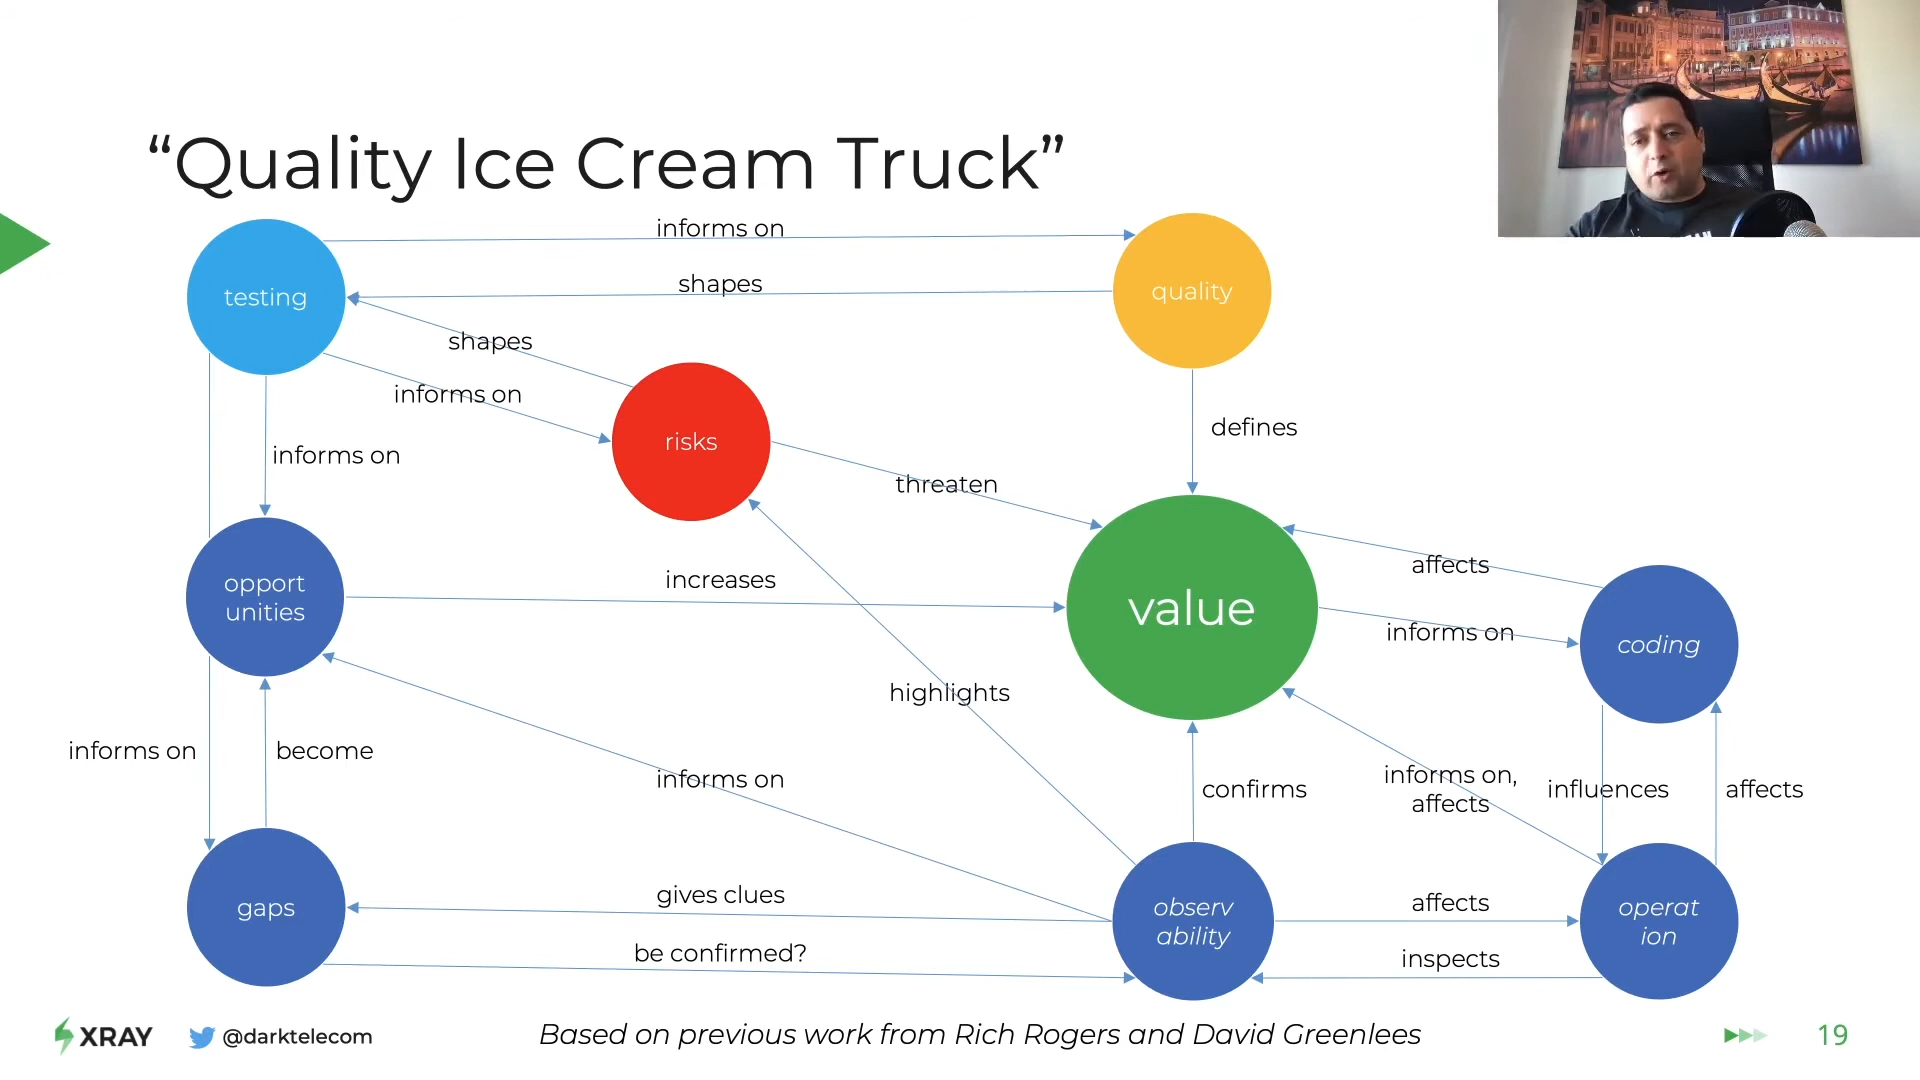 “Quality Ice Cream Truck”
informs on
testing
quality
shapes
shapes
informs on
risks
defines
informs on
threaten
affects
increases
opport
unities
value
informs on
coding
highlights
informs on
become
informs on
confirms
informs on,
affects
influences
affects
gives clues
gaps
observ
ability
affects
operat
ion
be confirmed?
inspects
XRAY
@darktelecom
Based on previous work from Rich Rogers and David Greenlees
19